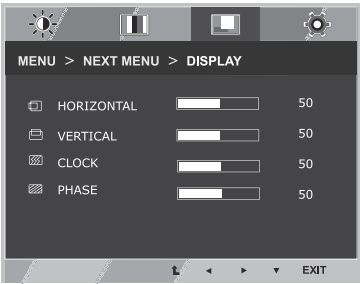 MENU > NEXT MENU > DISPLAY
HORIZONTAL 50
VERTICAL 50
CLOCK 50
PHASE 50
EXIT